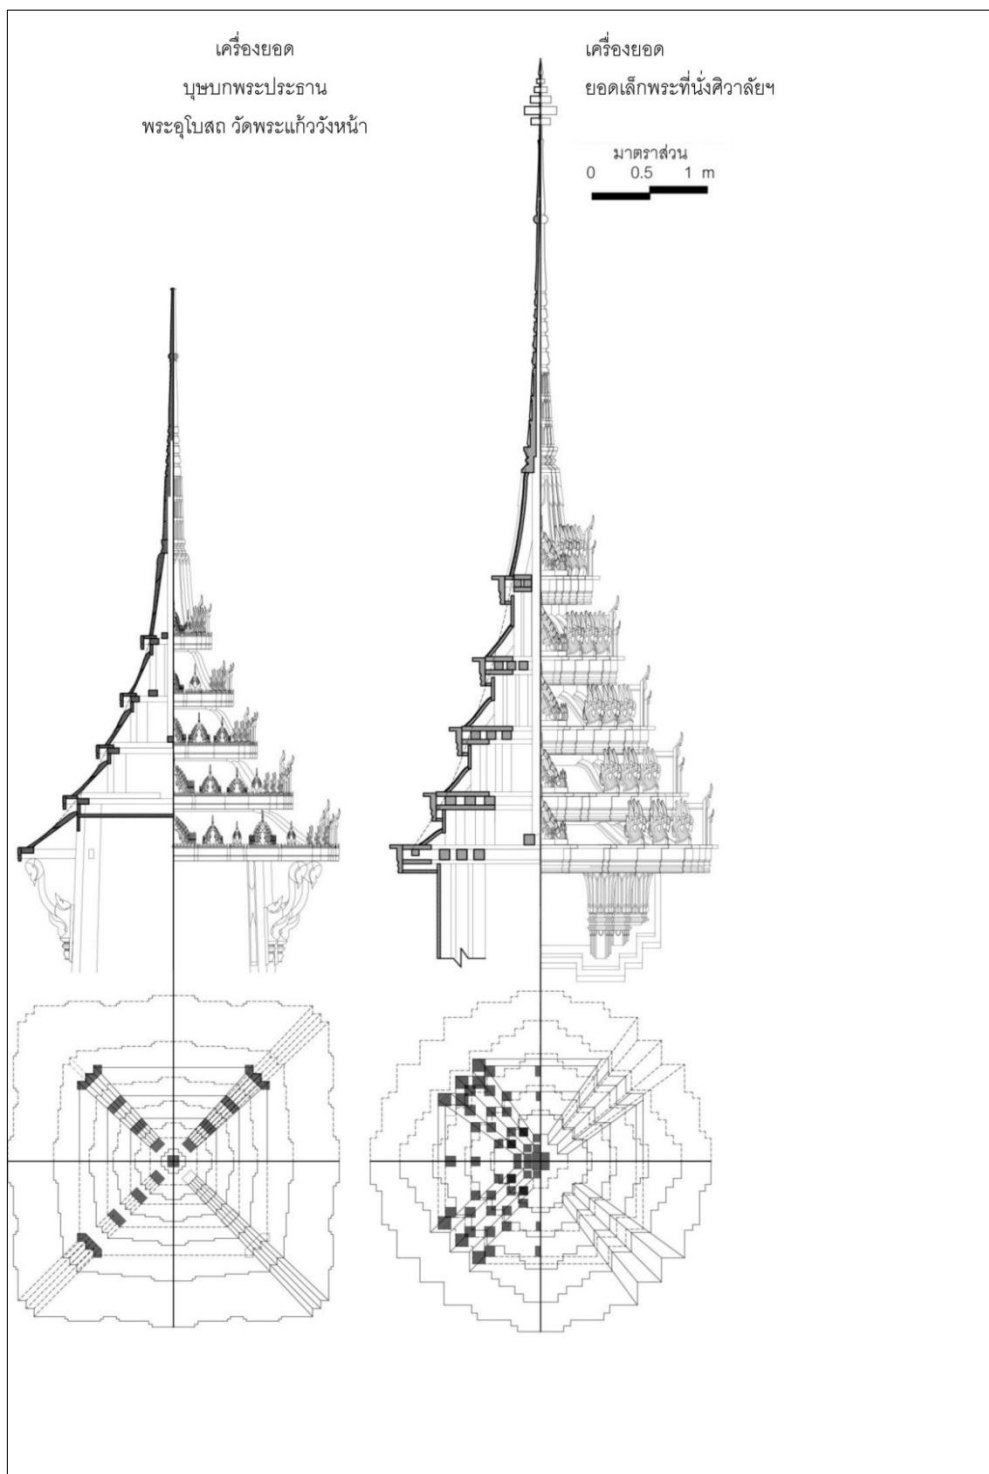 เครื่องยอด
บุษบกพระประธาน
พระอุโบสถ วัดพระแก้ววังหน้า
เครื่องยอด
ยอดเล็กพระที่นั่งศิวาลัยฯ
มาตราส่วน
0 0.5 1 m